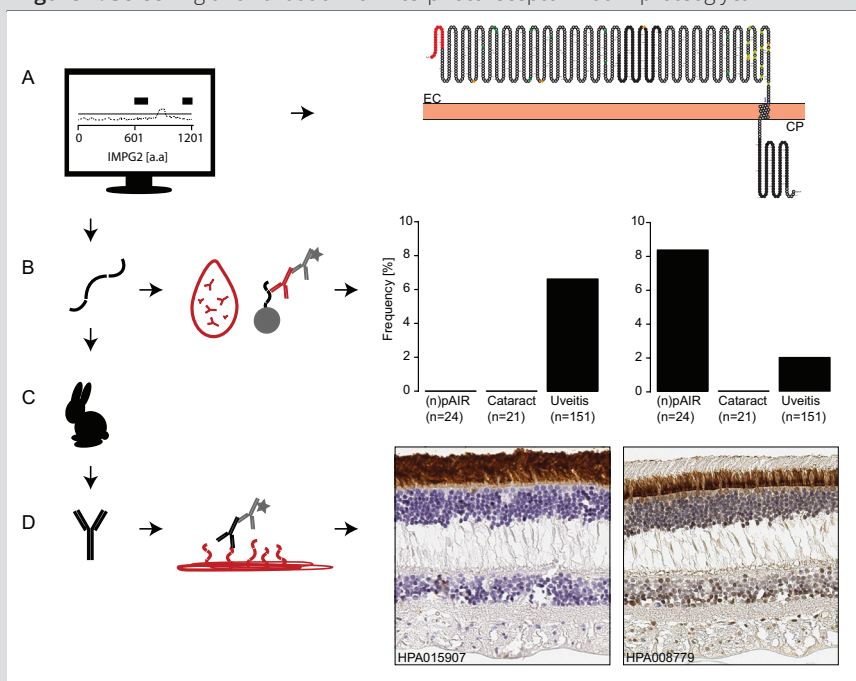 A
0 601 1201
IMPG2 [a.a]
EC
CP
B
Frequency [%]
10
8
6
4
2
0
(n)pAIR Cataract Uveitis
(n=24) (n=21) (n=151)
10
8
6
4
2
0
(n)pAIR Cataract Uveitis
(n=24) (n=21) (n=151)
C
D
HPA015907
HPA008779